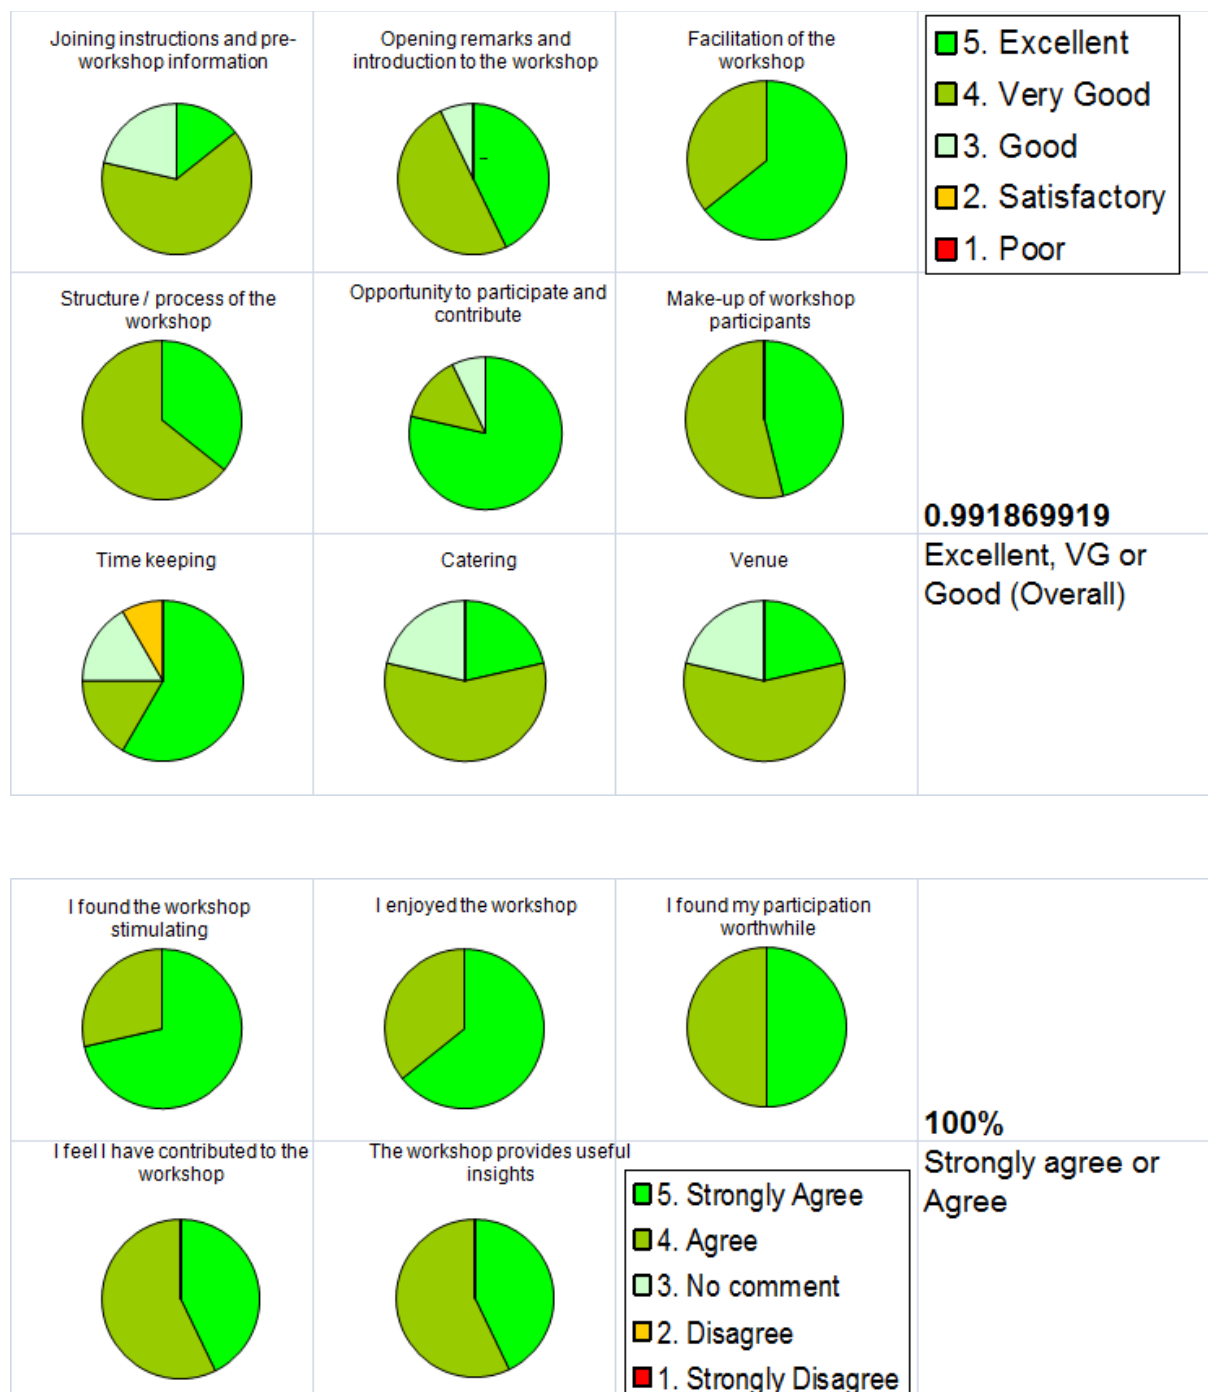 Joining instructions and pre-
workshop information
Opening remarks and
introduction to the workshop
Facilitation of the
workshop
5. Excellent
4. Very Good
3. Good
2. Satisfactory
1. Poor
Structure / process of the
workshop
Opportunity to participate and
contribute
Make-up of workshop
participants
0.991869919
Excellent, VG or
Good (Overall)
Time keeping
Catering
Venue
I found the workshop
stimulating
I enjoyed the workshop
I found my participation
worthwhile
100%
Strongly agree or
Agree
I feel I have contributed to the
workshop
The workshop provides useful
insights
5. Strongly Agree
4. Agree
3. No comment
2. Disagree
1. Strongly Disagree